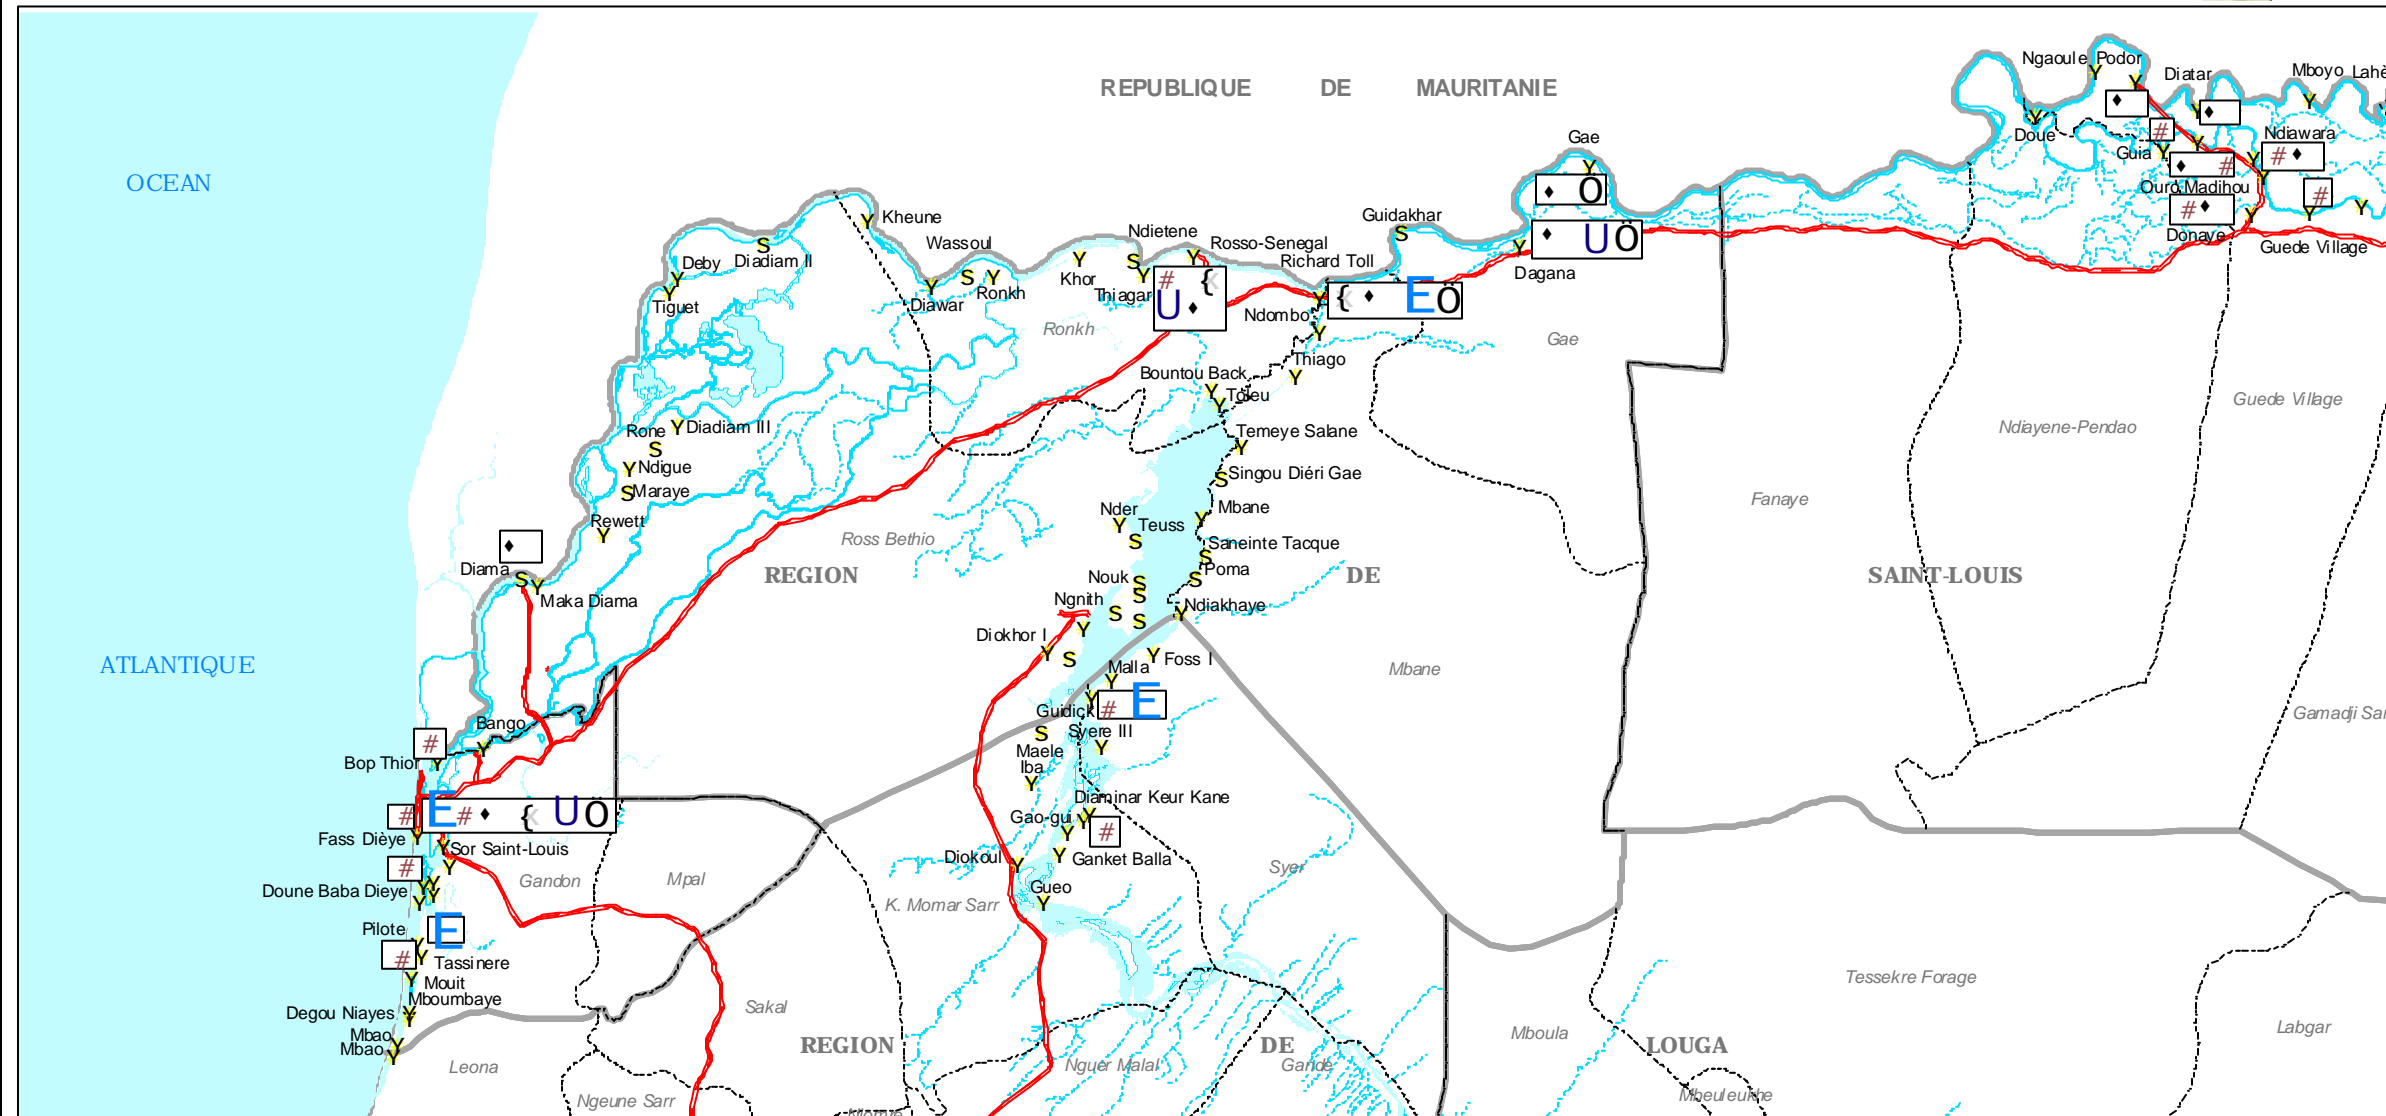 REPUBLIQUE DE MAURITANIE
OCEAN
ATLANTIQUE
Ngaoule Podor
Diatar
Mboyo
Doue
Guia
Ndiawara
Ouro Madihou
Donaye
Guede Village
Gae
Guidakhar
Dagana
Kheune
Wassoul
Ndietene
Rosso-Senegal
Richard Toll
Deby
Diadiam II
Tiguet
Diawar
Ronkh
Khor
Thiagar
Ndombo
Ronkh
Gae
Thiago
Bountou Back
Toleu
Guede Village
Ndiayene-Pendao
Rone
Diadiam III
Temeye Salane
Ndigue
Singou Diéri Gae
Maraye
Fanaye
Rewett
Nder
Teuss
Mbane
Ross Bethio
Saneinte Tacque
Diama
REGION DE SAINT-LOUIS
Nouk
Poma
Maka Diama
Ngnith
Ndiakhaye
Diokhor I
Malla
Foss I
Mbane
Guidick
Gamadji Sar
Bango
Syere III
Bop Thior
Maele
Iba
Diaminar Keur Kane
Gao-gui
Fass Dièye
Sor Saint-Louis
Diokoul
Ganket Balla
Syer
Gandon
Mpal
Doune Baba Dieye
Gueo
K. Momar Sarr
Pilote
Tassinere
Mouit
Mboumbaye
Tessekre Forage
Degou Niayes
Sakal
Mboula
Labgar
Mbao
Mbao
REGION DE LOUGA
Leona
Nguer Malal
Gande
Ngeune Sarr
Mbeuleukhe